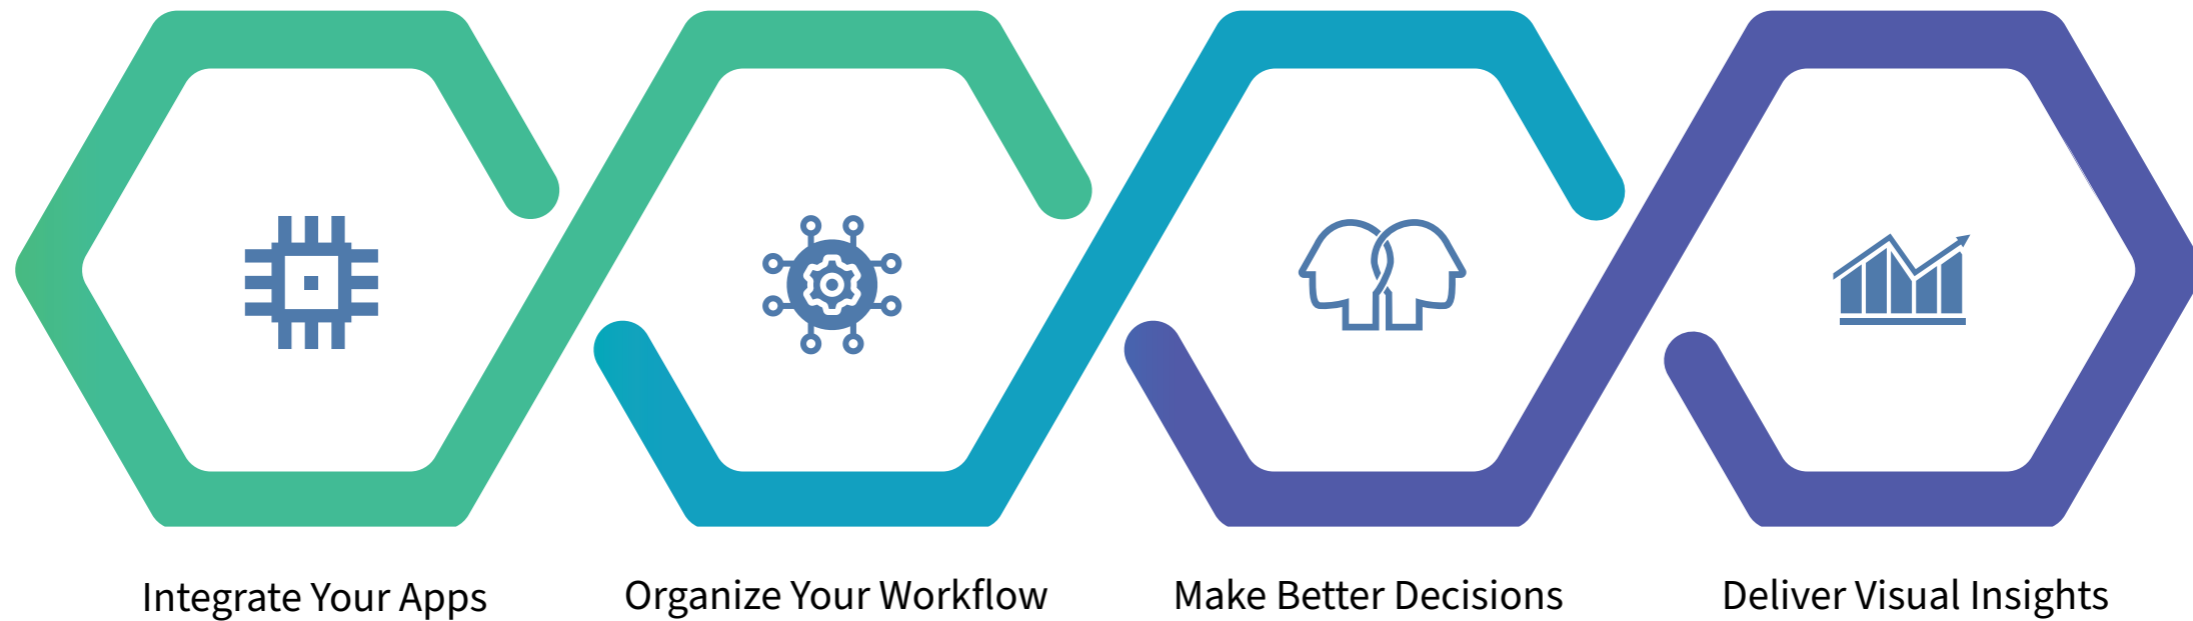 Integrate Your Apps
Organize Your Workflow
Make Better Decisions
Deliver Visual Insights